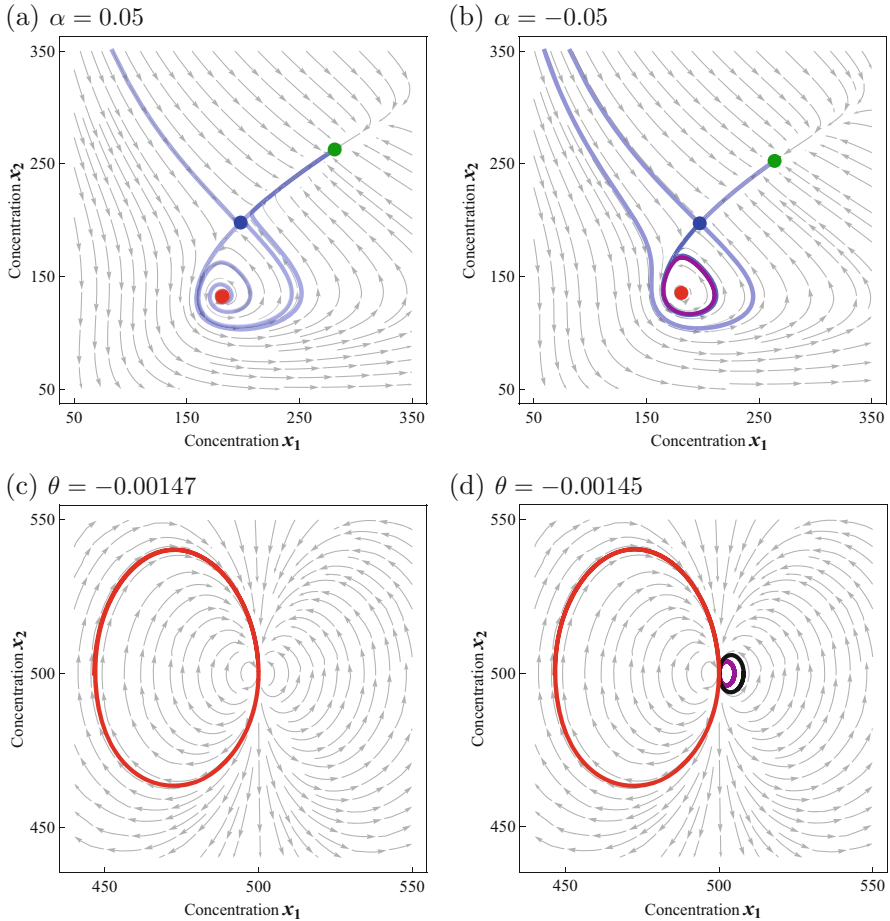 (a) α = 0.05
(b) α = −0.05
350
250
150
50
Concentration x₂
50 150 250 350
Concentration x₁
350
250
150
50
Concentration x₂
50 150 250 350
Concentration x₁
(c) θ = −0.00147
(d) θ = −0.00145
550
500
450
Concentration x₂
450 500 550
Concentration x₁
550
500
450
Concentration x₂
450 500 550
Concentration x₁